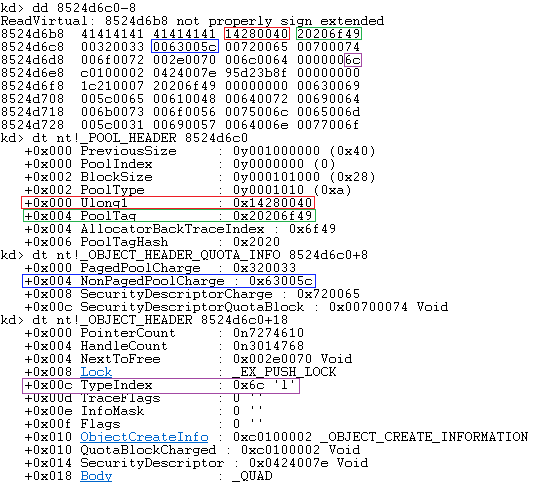 kd> dd 8524d6c0-8
ReadVirtual: 8524d6b8 not properly sign extended
8524d6b8 41414141 41414141 14280040 20206f49
8524d6c8 00320033 0063005c 00720065 00700074
8524d6d8 006f0072 002e0070 006c0064 0000006c
8524d6e8 c0100002 0424007e 95d23b8f 00000000
8524d6f8 1c210007 20206f49 00000000 00630069
8524d708 005c0065 00610048 00640072 00690064
8524d718 006b0073 006f0056 0075006c 0065006d
8524d728 005c0031 00690057 0064006e 0077006f
kd> dt nt!_POOL_HEADER 8524d6c0
+0x000 PreviousSize : 0y001000000 (0x40)
+0x000 PoolIndex : 0y0000000 (0)
+0x002 BlockSize : 0y000101000 (0x28)
+0x002 PoolType : 0y0001010 (0xa)
+0x000 Ulong1 : 0x14280040
+0x004 PoolTag : 0x20206f49
+0x004 AllocatorBackTraceIndex : 0x6f49
+0x006 PoolTagHash : 0x2020
kd> dt nt!_OBJECT_HEADER_QUOTA_INFO 8524d6c0+8
+0x000 PagedPoolCharge : 0x320033
+0x004 NonPagedPoolCharge : 0x63005c
+0x008 SecurityDescriptorCharge : 0x720065
+0x00c SecurityDescriptorQuotaBlock : 0x00700074 Void
kd> dt nt!_OBJECT_HEADER 8524d6c0+18
+0x000 PointerCount : 0n7274610
+0x004 HandleCount : 0n3014768
+0x004 NextToFree : 0x002e0070 Void
+0x008 Lock : _EX_PUSH_LOCK
+0x00c TypeIndex : 0x6c 'l'
+0x00d TraceFlags : 0 ''
+0x00e InfoMask : 0 ''
+0x00f Flags : 0 ''
+0x010 ObjectCreateInfo : 0xc0100002 _OBJECT_CREATE_INFORMATION
+0x010 QuotaBlockCharged : 0xc0100002 Void
+0x014 SecurityDescriptor : 0x0424007e Void
+0x018 Body : _QUAD